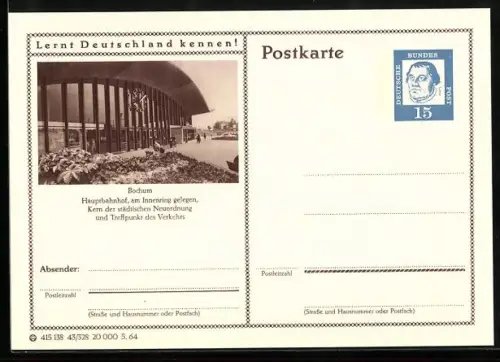 Lernt Deutschland kennen!
Bochum
Hauptbahnhof, am Innenring gelegen,
Kern der städtischen Neuordnung
und Treffpunkt des Verkehrs
Absender:
Postleitzahl
(Straße und Hausnummer oder Postfach)
415 138 43/328 20 000 5. 64
Postkarte
DEUTSCHE
BUNDES
POST
15
Postleitzahl
(Straße und Hausnummer oder Postfach)